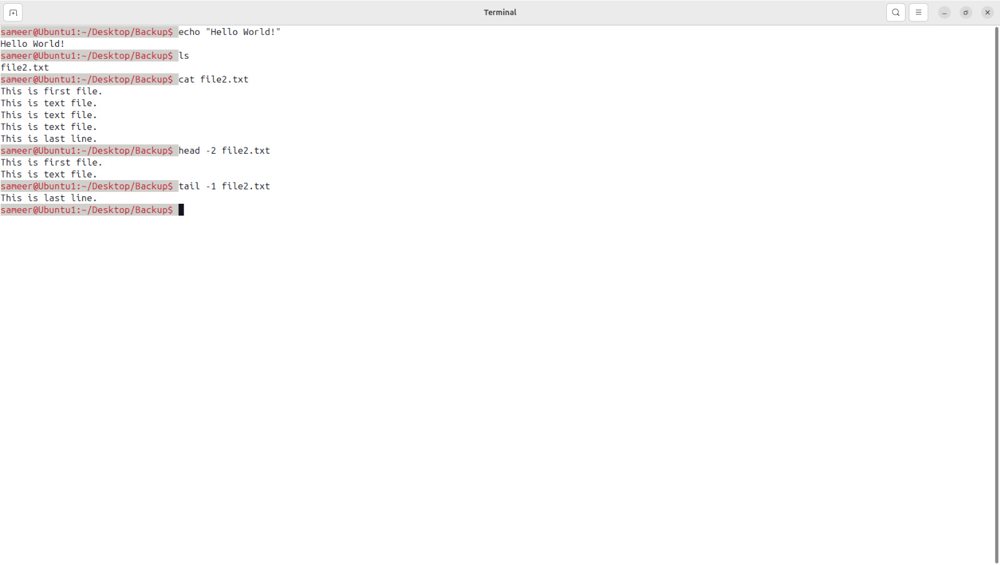 Terminal
sameer@Ubuntu1:~/Desktop/Backup$ echo "Hello World!"
Hello World!
sameer@Ubuntu1:~/Desktop/Backup$ ls
file2.txt
sameer@Ubuntu1:~/Desktop/Backup$ cat file2.txt
This is first file.
This is text file.
This is text file.
This is text file.
This is last line.
sameer@Ubuntu1:~/Desktop/Backup$ head -2 file2.txt
This is first file.
This is text file.
sameer@Ubuntu1:~/Desktop/Backup$ tail -1 file2.txt
This is last line.
sameer@Ubuntu1:~/Desktop/Backup$